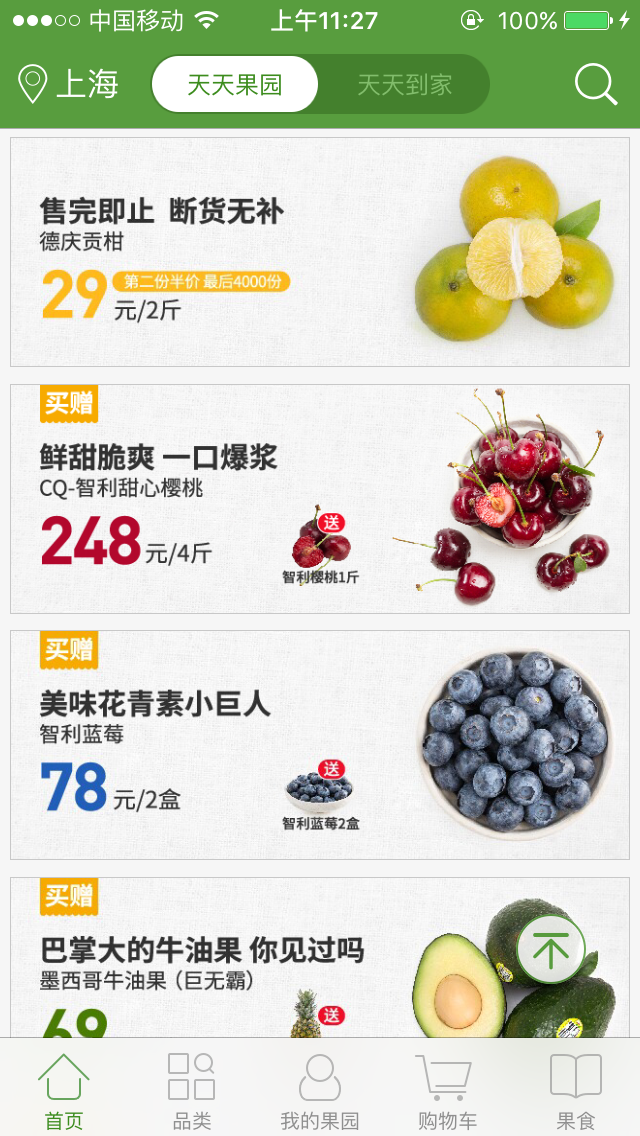 中国移动 上午11:27 100%
上海 天天果园 天天到家
售完即止 断货无补
德庆贡柑
29 第二份半价 最后4000份
元/2斤
买赠
鲜甜脆爽 一口爆浆
CQ-智利甜心樱桃
248 元/4斤
送
智利樱桃1斤
买赠
美味花青素小巨人
智利蓝莓
78 元/2盒
送
智利蓝莓2盒
买赠
巴掌大的牛油果 你见过吗
墨西哥牛油果（巨无霸）
69
送
首页 品类 我的果园 购物车 果食